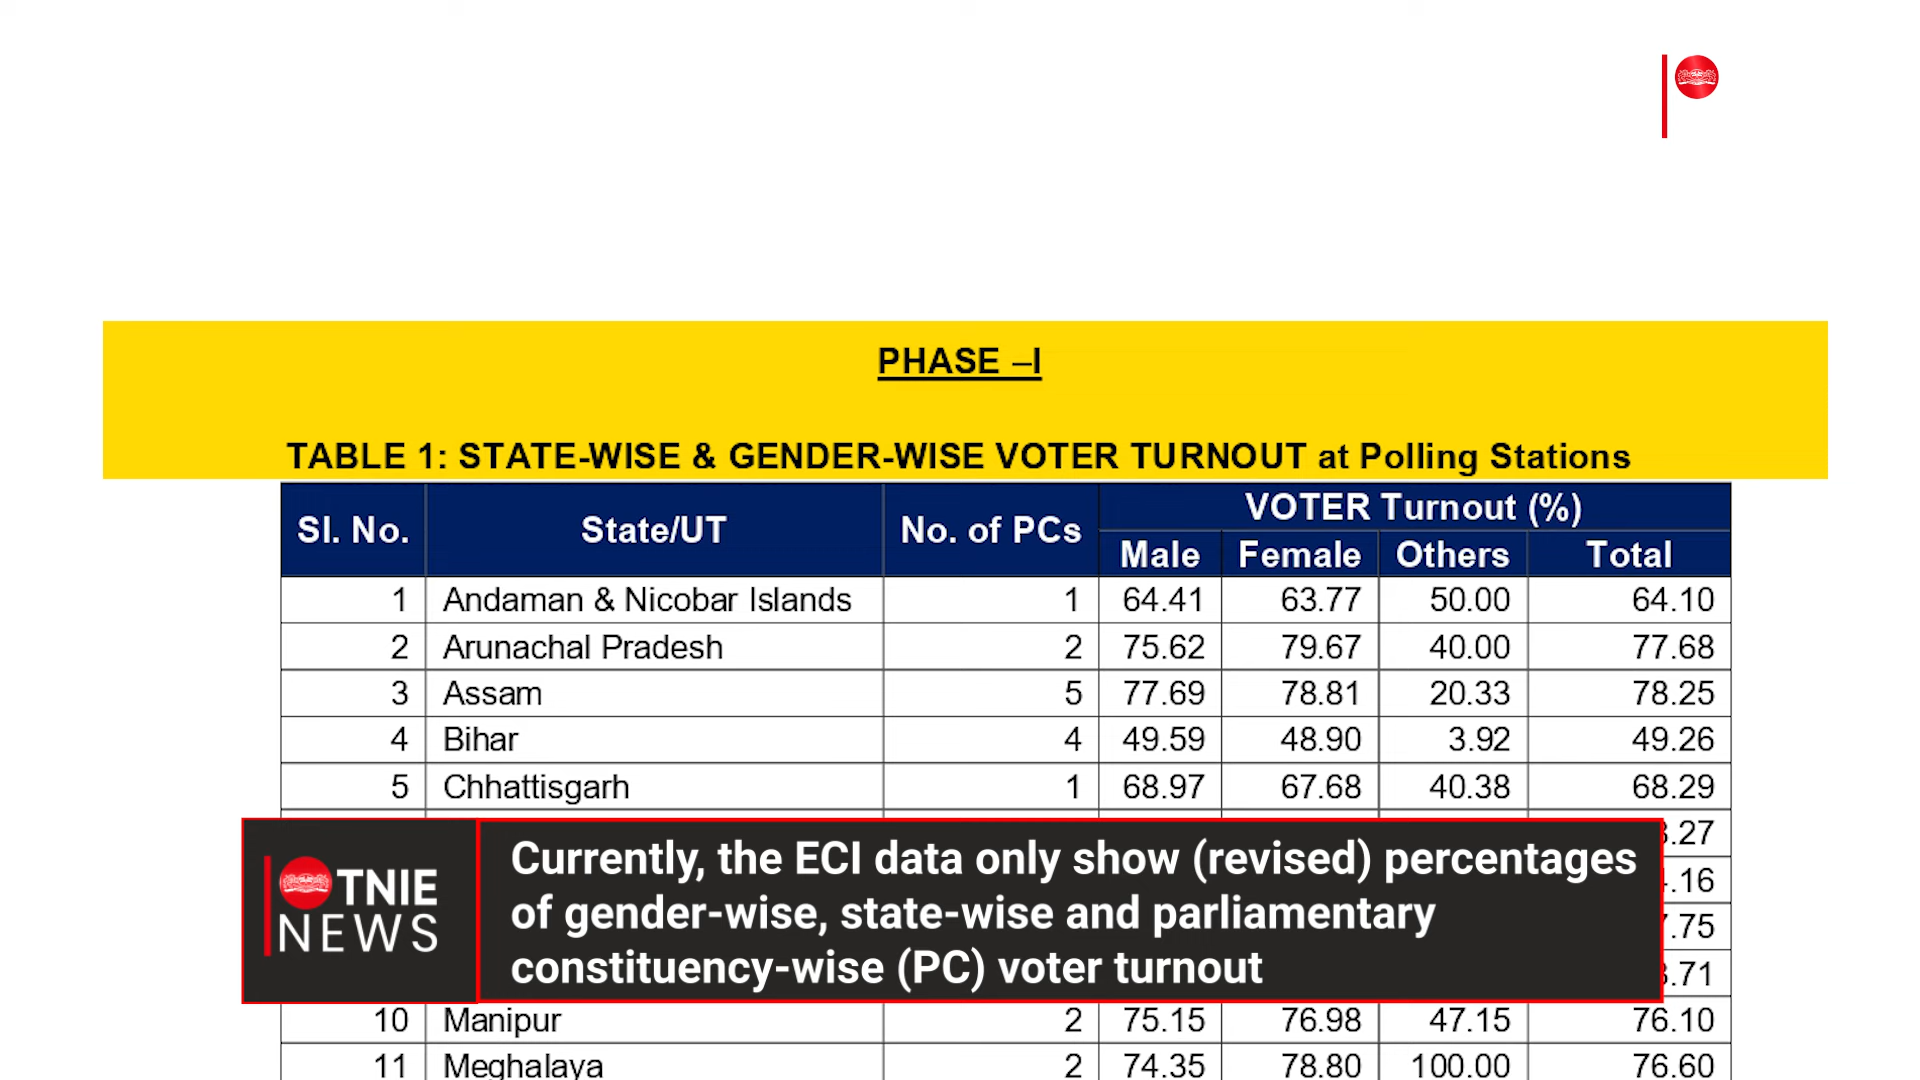 PHASE –I
TABLE 1: STATE-WISE & GENDER-WISE VOTER TURNOUT at Polling Stations
Sl. No. State/UT No. of PCs VOTER Turnout (%)
Male Female Others Total
1 Andaman & Nicobar Islands 1 64.41 63.77 50.00 64.10
2 Arunachal Pradesh 2 75.62 79.67 40.00 77.68
3 Assam 5 77.69 78.81 20.33 78.25
4 Bihar 4 49.59 48.90 3.92 49.26
5 Chhattisgarh 1 68.97 67.68 40.38 68.29
.27
.16
.75
.71
TNIE
NEWS
Currently, the ECI data only show (revised) percentages
of gender-wise, state-wise and parliamentary
constituency-wise (PC) voter turnout
10 Manipur 2 75.15 76.98 47.15 76.10
11 Meghalaya 2 74.35 78.80 100.00 76.60